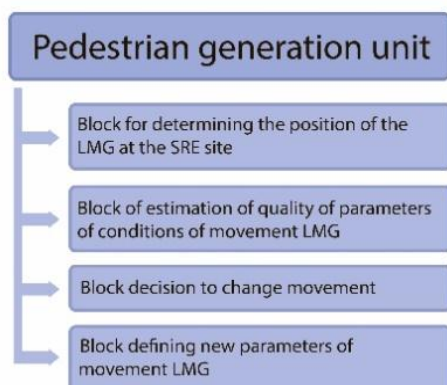 Pedestrian generation unit
Block for determining the position of the
LMG at the SRE site
Block of estimation of quality of parameters
of conditions of movement LMG
Block decision to change movement
Block defining new parameters of
movement LMG